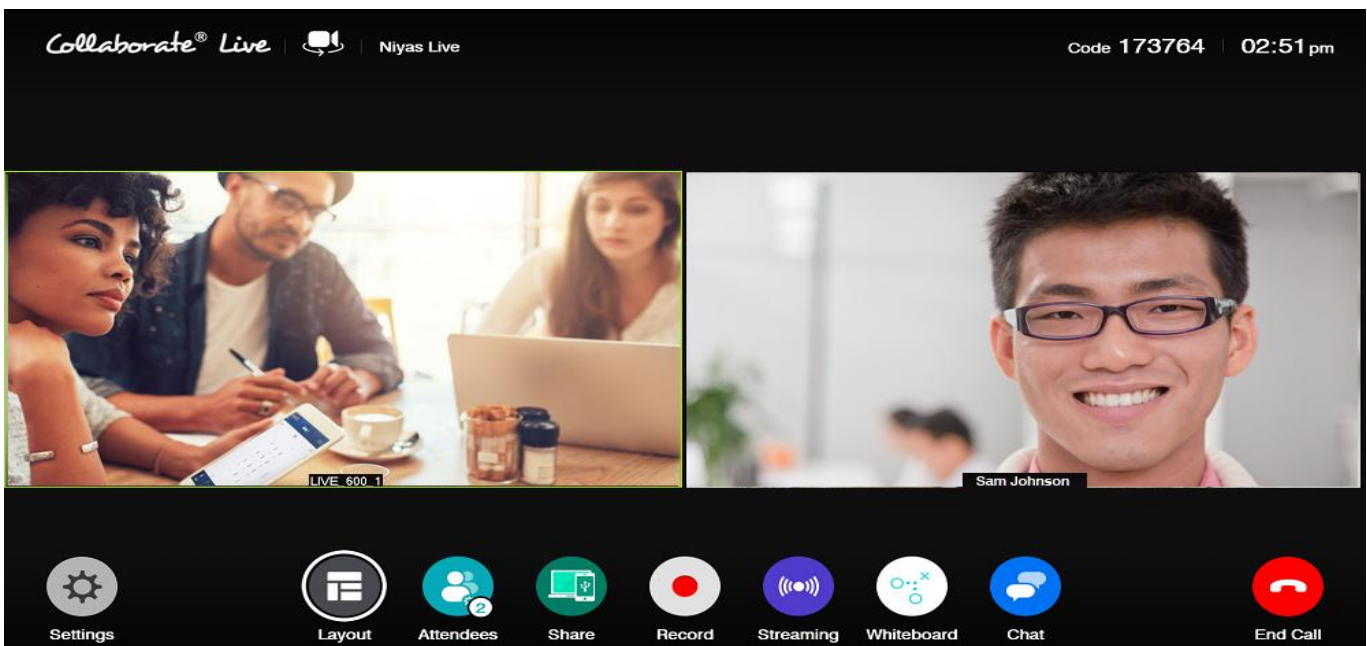 Collaborate® Live
Niyas Live
Code 173764
02:51 pm
LIVE_600_1
Sam Johnson
2
Settings
Layout
Attendees
Share
Record
Streaming
Whiteboard
Chat
End Call